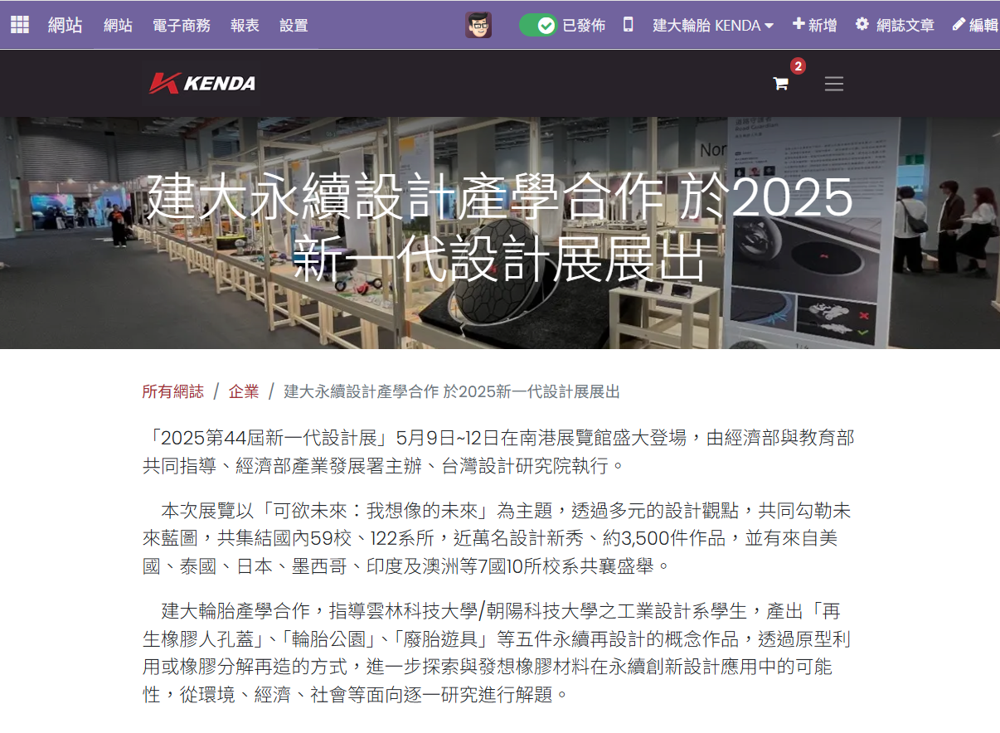 網站 網站 電子商務 報表 設置 已發佈 建大輪胎 KENDA 新增 網誌文章 編輯
KENDA
2
道路守護者
Road Guardian
Nor
建大永續設計產學合作 於2025
新一代設計展展出
所有網誌 / 企業 / 建大永續設計產學合作 於2025新一代設計展展出
「2025第44屆新一代設計展」5月9日~12日在南港展覽館盛大登場，由經濟部與教育部
共同指導、經濟部產業發展署主辦、台灣設計研究院執行。
本次展覽以「可欲未來：我想像的未來」為主題，透過多元的設計觀點，共同勾勒未
來藍圖，共集結國內59校、122系所，近萬名設計新秀、約3,500件作品，並有來自美
國、泰國、日本、墨西哥、印度及澳洲等7國10所校系共襄盛舉。
建大輪胎產學合作，指導雲林科技大學/朝陽科技大學之工業設計系學生，產出「再
生橡膠人孔蓋」、「輪胎公園」、「廢胎遊具」等五件永續再設計的概念作品，透過原型利
用或橡膠分解再造的方式，進一步探索與發想橡膠材料在永續創新設計應用中的可能
性，從環境、經濟、社會等面向逐一研究進行解題。